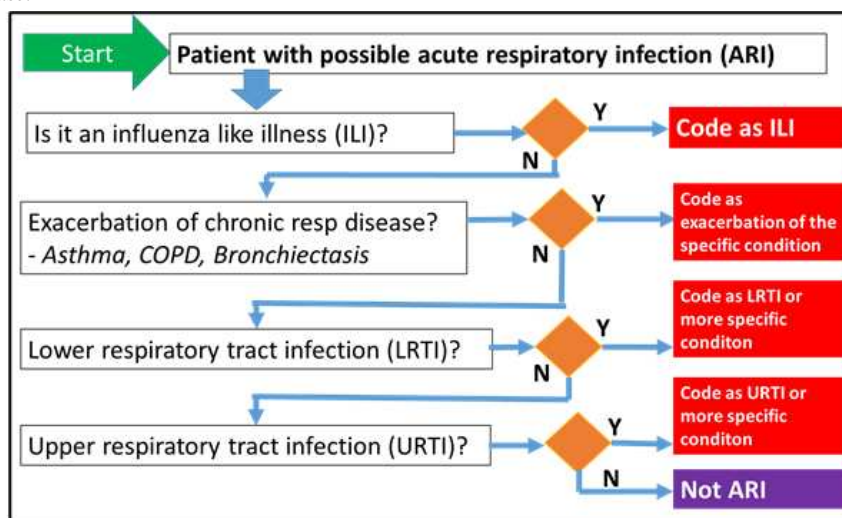 Start
Patient with possible acute respiratory infection (ARI)
Is it an influenza like illness (ILI)?
Y
Code as ILI
N
Exacerbation of chronic resp disease?
- Asthma, COPD, Bronchiectasis
Y
Code as
exacerbation of the
specific condition
N
Lower respiratory tract infection (LRTI)?
Y
Code as LRTI or
more specific
conditon
N
Upper respiratory tract infection (URTI)?
Y
Code as URTI or
more specific
conditon
N
Not ARI